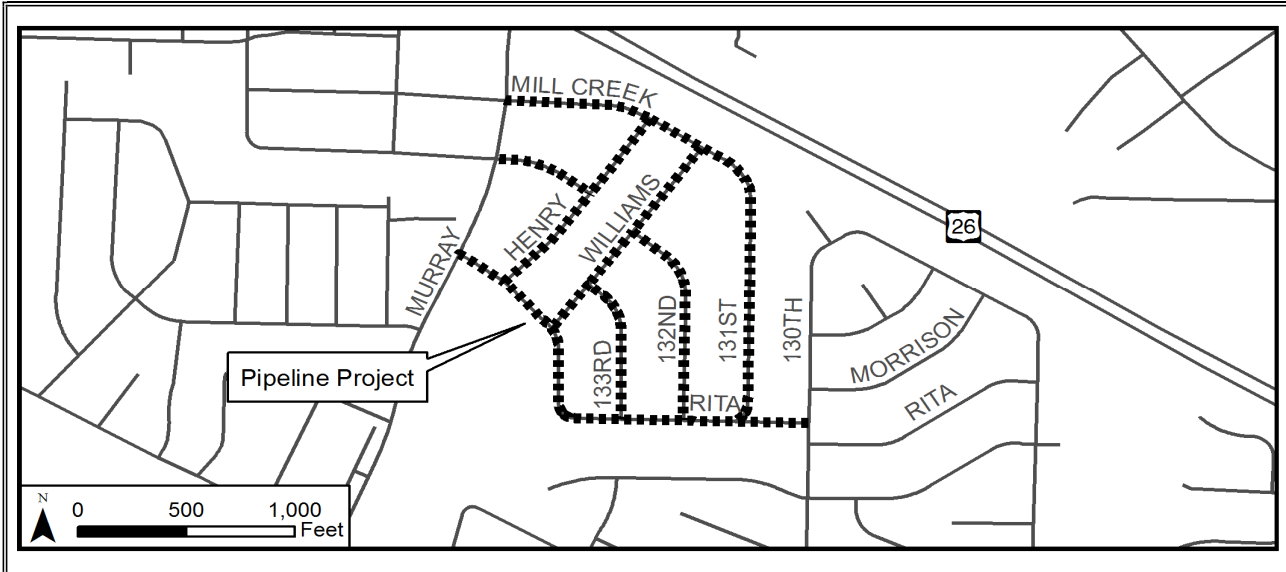 MILL CREEK
HENRY
WILLIAMS
26
MURRAY
132ND
131ST
130TH
133RD
MORRISON
RITA
RITA
Pipeline Project
N
0 500 1,000
Feet